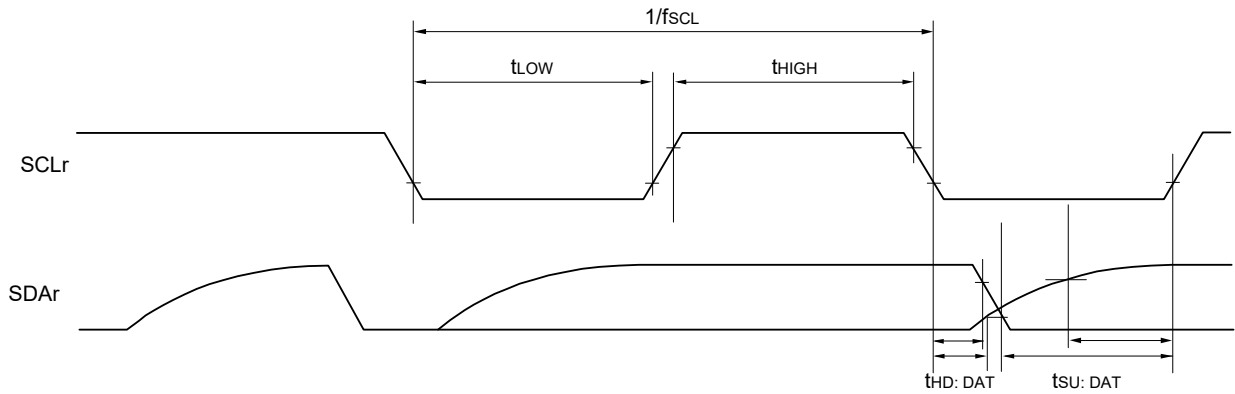 1/fSCL
tLOW
tHIGH
SCLr
SDAr
tHD: DAT
tSU: DAT